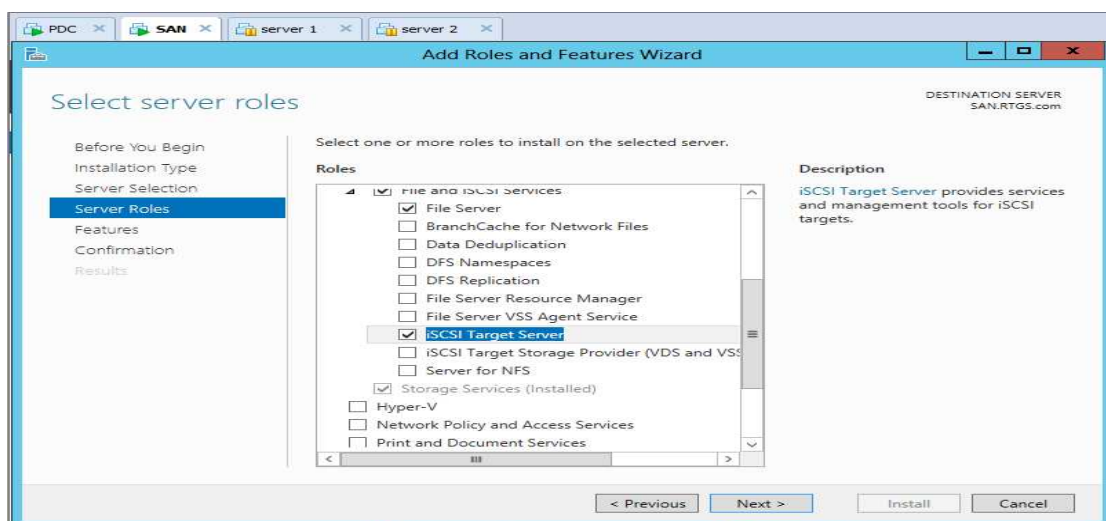 PDC SAN server 1 server 2
Add Roles and Features Wizard
Select server roles
DESTINATION SERVER
SAN.RTGS.com
Before You Begin
Installation Type
Server Selection
Server Roles
Features
Confirmation
Results
Select one or more roles to install on the selected server.
Roles
File and iSCSI Services
File Server
BranchCache for Network Files
Data Deduplication
DFS Namespaces
DFS Replication
File Server Resource Manager
File Server VSS Agent Service
iSCSI Target Server
iSCSI Target Storage Provider (VDS and VSS
Server for NFS
Storage Services (Installed)
Hyper-V
Network Policy and Access Services
Print and Document Services
Description
iSCSI Target Server provides services
and management tools for iSCSI
targets.
< Previous Next > Install Cancel